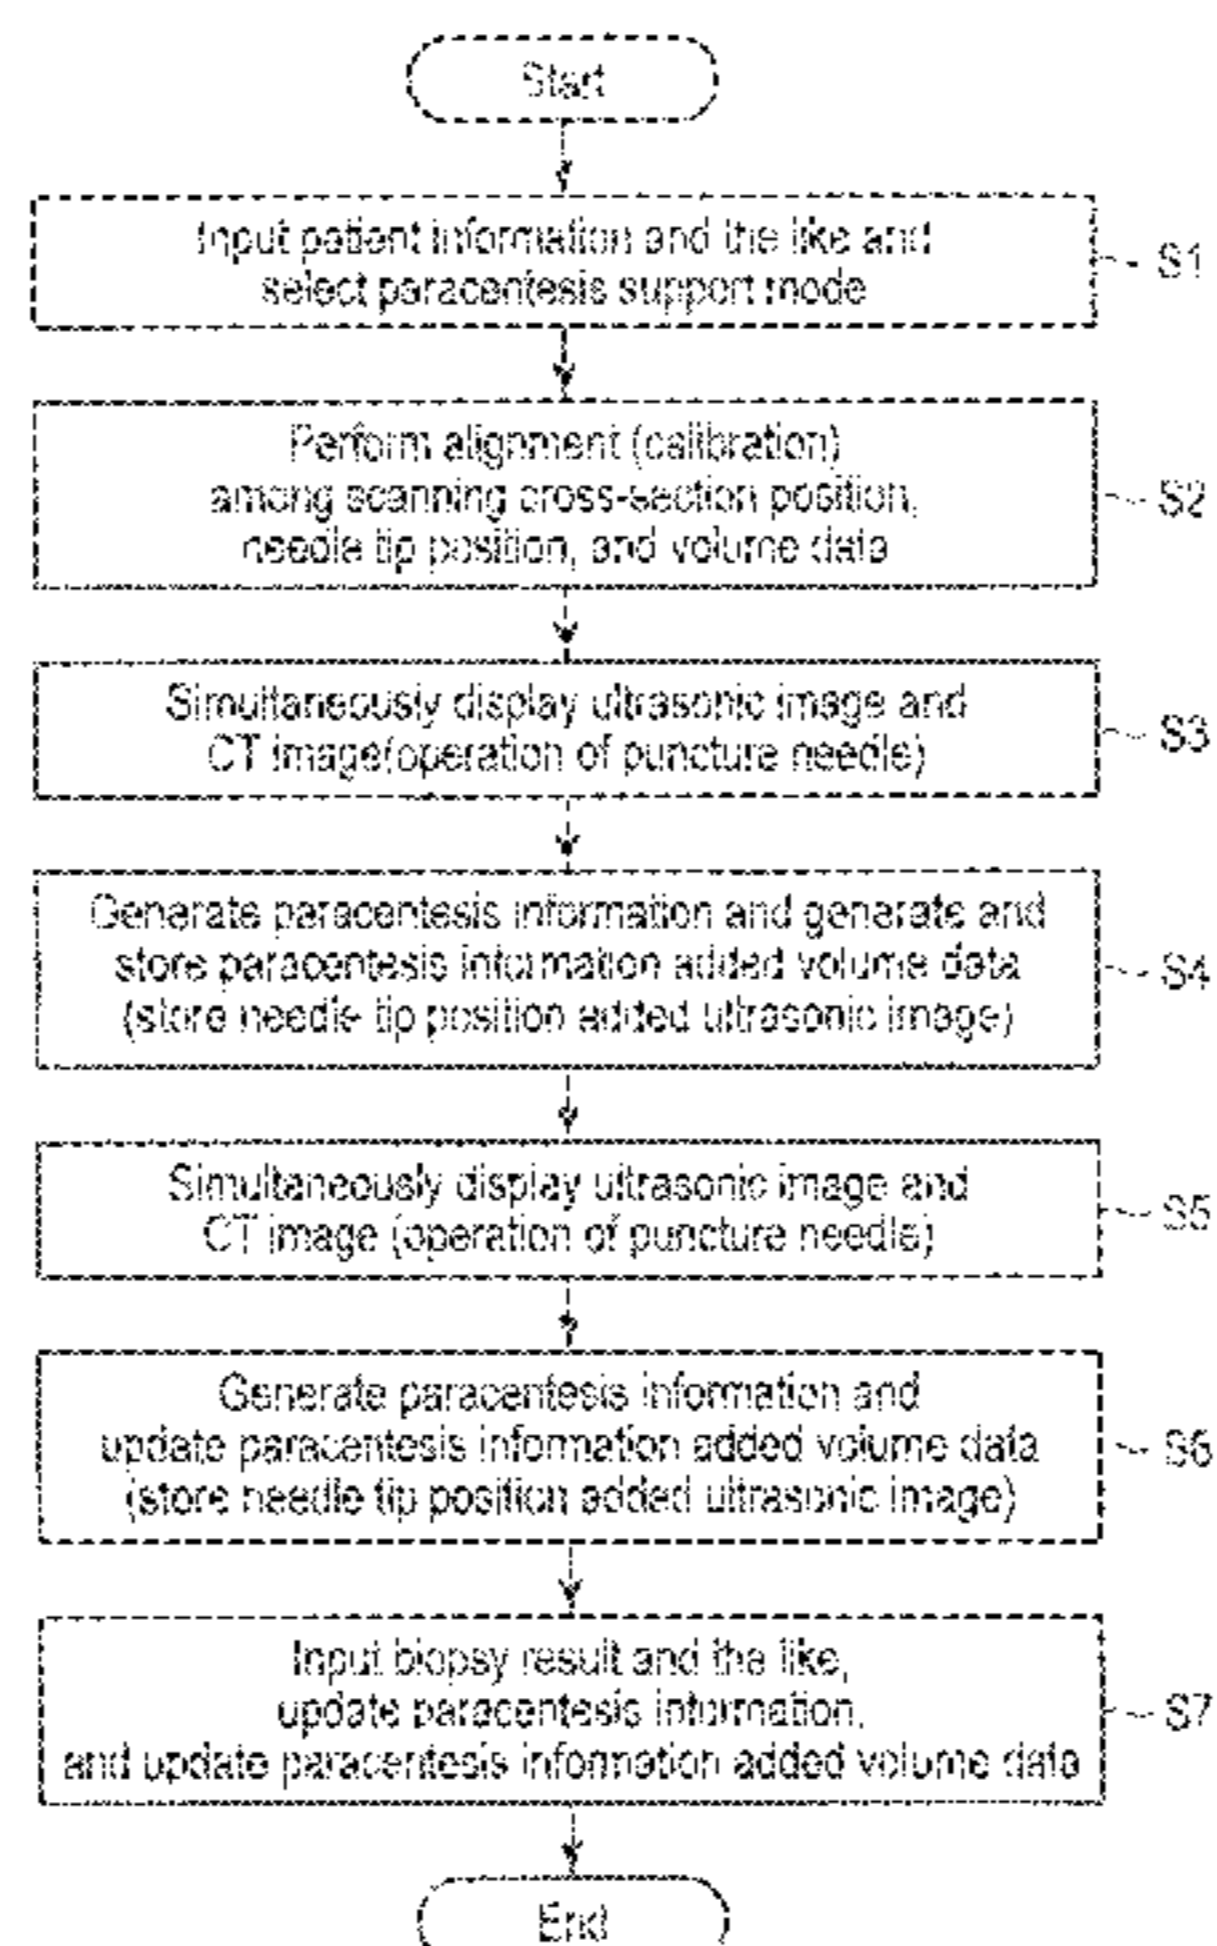 Start
Input patient information and the like and
select paracentesis support mode
S1
Perform alignment (calibration)
among scanning cross-section position,
needle tip position, and volume data
S2
Simultaneously display ultrasonic image and
CT image(operation of puncture needle)
S3
Generate paracentesis information and generate and
store paracentesis information added volume data
(store needle tip position added ultrasonic image)
S4
Simultaneously display ultrasonic image and
CT image (operation of puncture needle)
S5
Generate paracentesis information and
update paracentesis information added volume data
(store needle tip position added ultrasonic image)
S6
Input biopsy result and the like,
update paracentesis information,
and update paracentesis information added volume data
S7
End